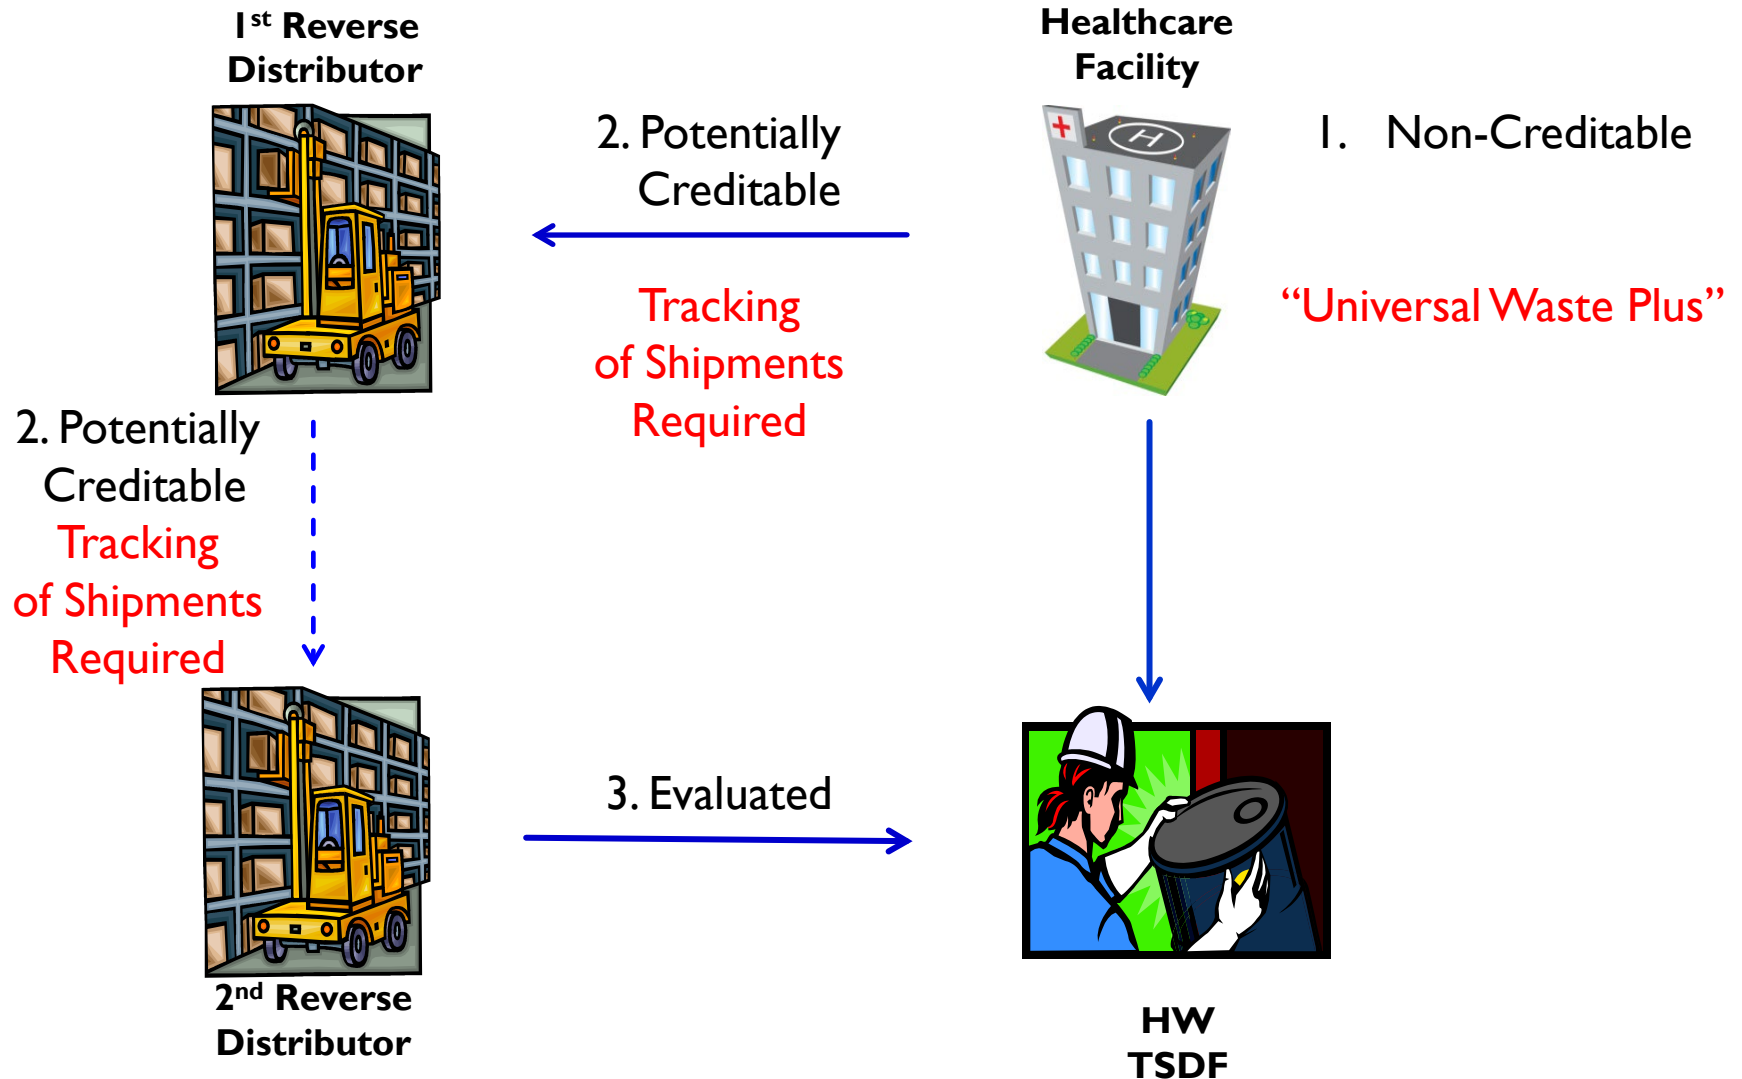 1st Reverse
Distributor
Healthcare
Facility
2. Potentially
Creditable
1. Non-Creditable
H
Tracking
of Shipments
Required
“Universal Waste Plus”
2. Potentially
Creditable
Tracking
of Shipments
Required
3. Evaluated
2nd Reverse
Distributor
HW
TSDF